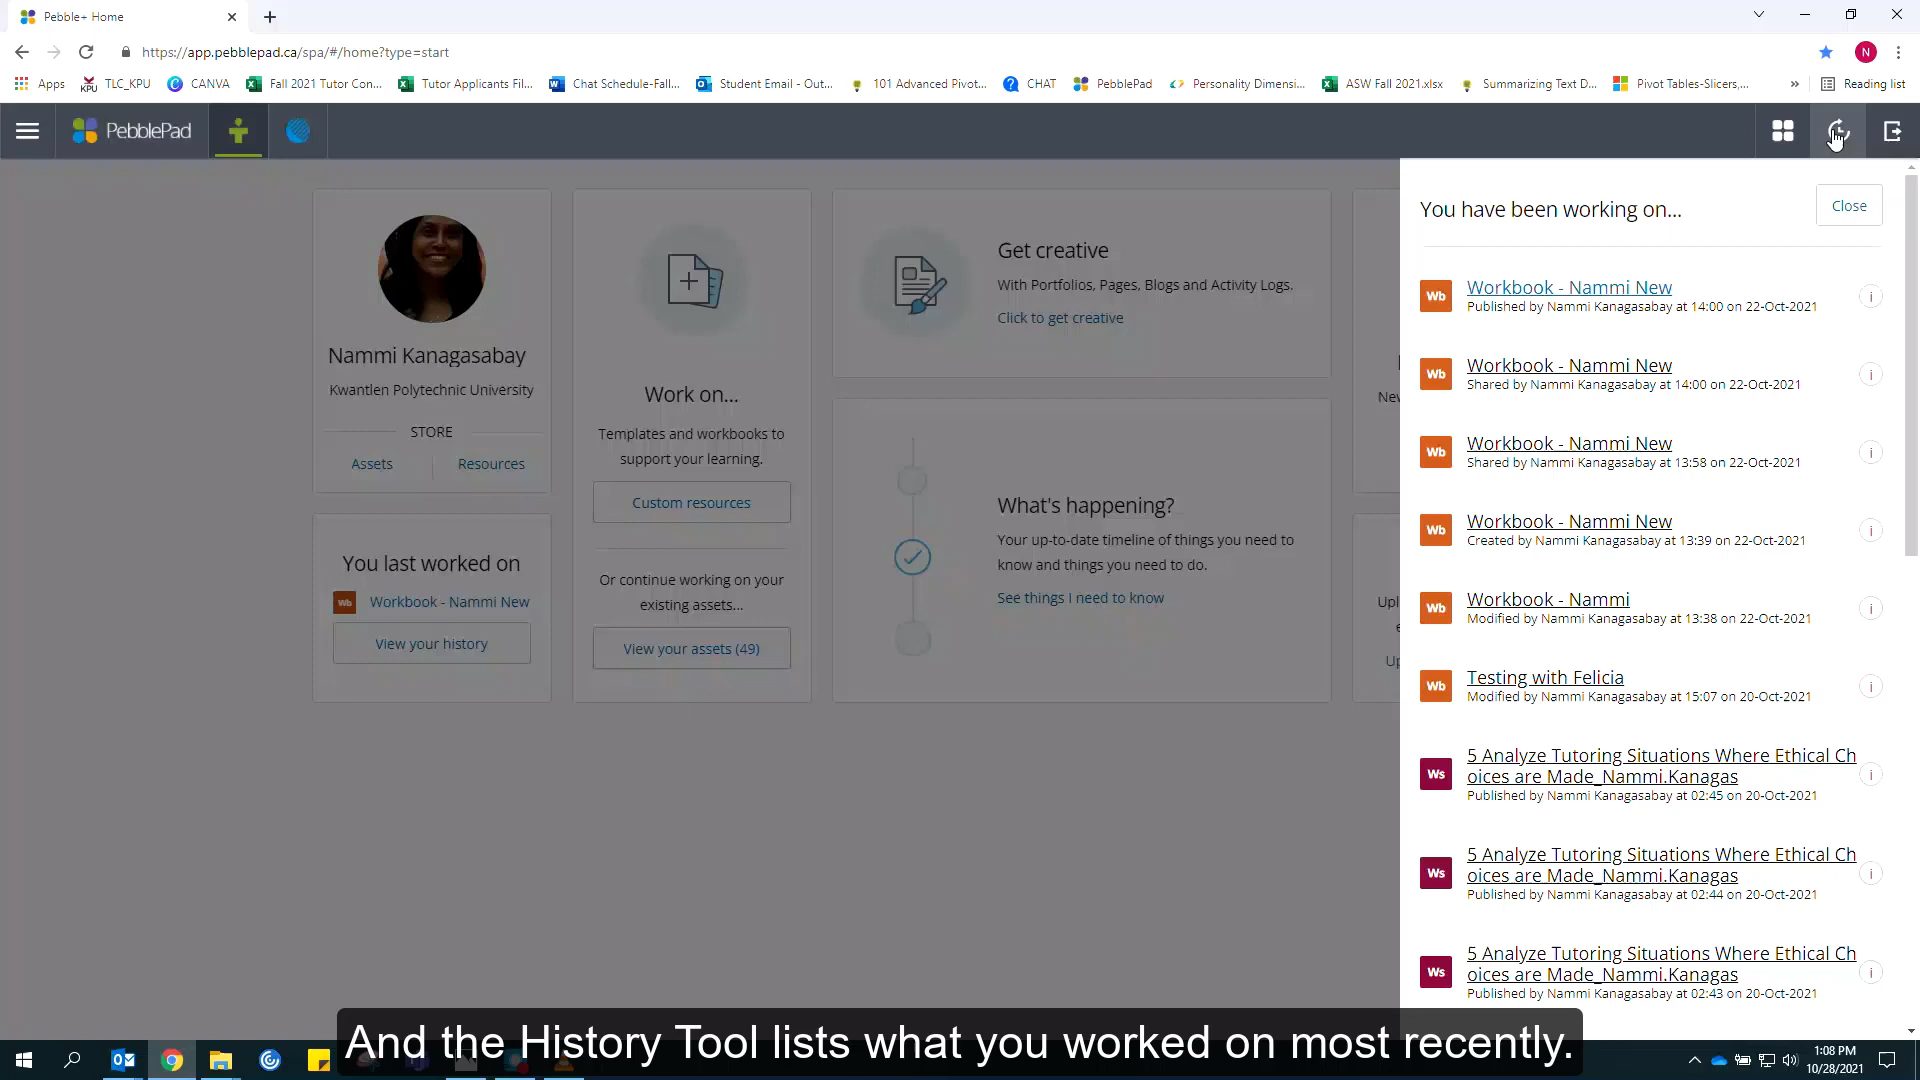 Pebble+ Home
https://app.pebblepad.ca/spa/#/home?type=start
N
Apps
KPU
TLC_KPU
CANVA
Fall 2021 Tutor Con...
Tutor Applicants Fil...
Chat Schedule-Fall...
Student Email - Out...
101 Advanced Pivot...
CHAT
PebblePad
Personality Dimensi...
ASW Fall 2021.xlsx
Summarizing Text D...
Pivot Tables-Slicers,...
»
Reading list
PebblePad
Nammi Kanagasabay
Kwantlen Polytechnic University
STORE
Assets
Resources
You last worked on
Wb Workbook - Nammi New
View your history
Work on...
Templates and workbooks to
support your learning.
Custom resources
Or continue working on your
existing assets...
View your assets (49)
Get creative
With Portfolios, Pages, Blogs and Activity Logs.
Click to get creative
What's happening?
Your up-to-date timeline of things you need to
know and things you need to do.
See things I need to know
You have been working on...
Close
Wb Workbook - Nammi New
Published by Nammi Kanagasabay at 14:00 on 22-Oct-2021
Wb Workbook - Nammi New
Shared by Nammi Kanagasabay at 14:00 on 22-Oct-2021
Wb Workbook - Nammi New
Shared by Nammi Kanagasabay at 13:58 on 22-Oct-2021
Wb Workbook - Nammi New
Created by Nammi Kanagasabay at 13:39 on 22-Oct-2021
Wb Workbook - Nammi
Modified by Nammi Kanagasabay at 13:38 on 22-Oct-2021
Wb Testing with Felicia
Modified by Nammi Kanagasabay at 15:07 on 20-Oct-2021
Ws 5 Analyze Tutoring Situations Where Ethical Ch
oices are Made_Nammi.Kanagas
Published by Nammi Kanagasabay at 02:45 on 20-Oct-2021
Ws 5 Analyze Tutoring Situations Where Ethical Ch
oices are Made_Nammi.Kanagas
Published by Nammi Kanagasabay at 02:44 on 20-Oct-2021
Ws 5 Analyze Tutoring Situations Where Ethical Ch
oices are Made_Nammi.Kanagas
Published by Nammi Kanagasabay at 02:43 on 20-Oct-2021
And the History Tool lists what you worked on most recently.
1:08 PM
10/28/2021